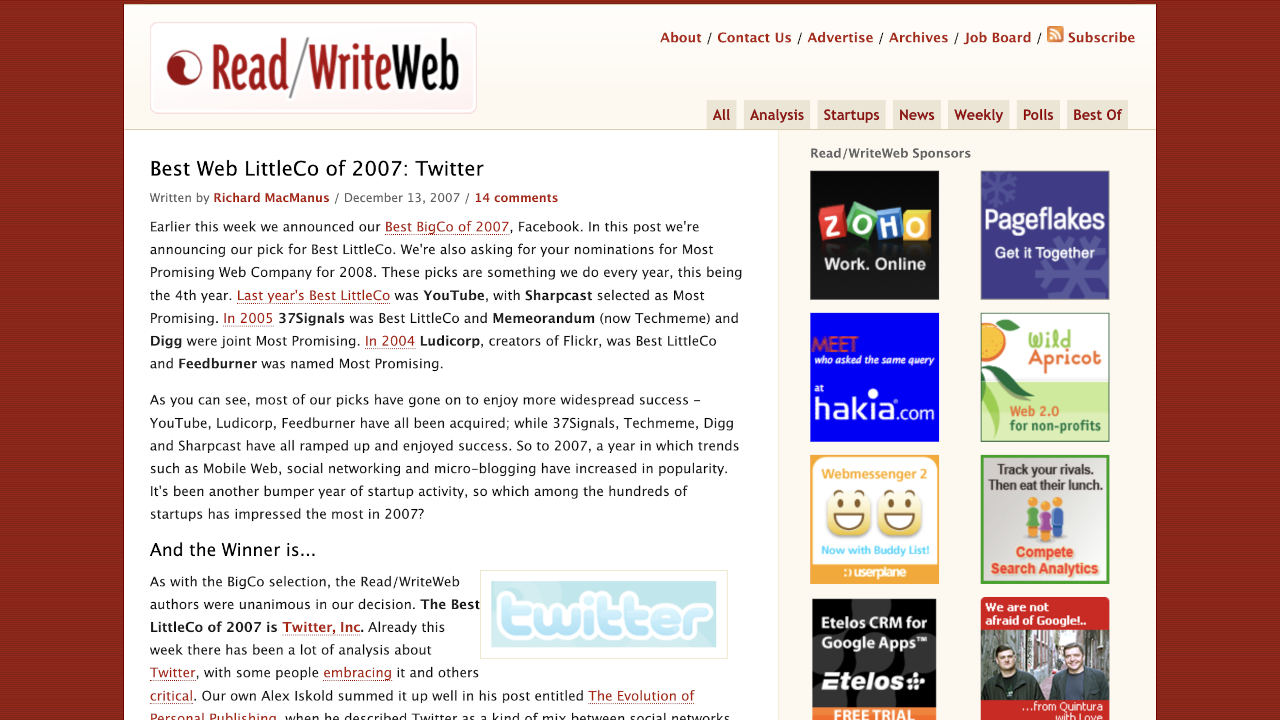 Read/WriteWeb
About / Contact Us / Advertise / Archives / Job Board / Subscribe
All Analysis Startups News Weekly Polls Best Of
Best Web LittleCo of 2007: Twitter
Written by Richard MacManus / December 13, 2007 / 14 comments
Earlier this week we announced our Best BigCo of 2007, Facebook. In this post we're
announcing our pick for Best LittleCo. We're also asking for your nominations for Most
Promising Web Company for 2008. These picks are something we do every year, this being
the 4th year. Last year's Best LittleCo was YouTube, with Sharpcast selected as Most
Promising. In 2005 37Signals was Best LittleCo and Memeorandum (now Techmeme) and
Digg were joint Most Promising. In 2004 Ludicorp, creators of Flickr, was Best LittleCo
and Feedburner was named Most Promising.
As you can see, most of our picks have gone on to enjoy more widespread success –
YouTube, Ludicorp, Feedburner have all been acquired; while 37Signals, Techmeme, Digg
and Sharpcast have all ramped up and enjoyed success. So to 2007, a year in which trends
such as Mobile Web, social networking and micro-blogging have increased in popularity.
It's been another bumper year of startup activity, so which among the hundreds of
startups has impressed the most in 2007?
And the Winner is...
As with the BigCo selection, the Read/WriteWeb
authors were unanimous in our decision. The Best
LittleCo of 2007 is Twitter, Inc. Already this
week there has been a lot of analysis about
Twitter, with some people embracing it and others
critical. Our own Alex Iskold summed it up well in his post entitled The Evolution of
Personal Publishing, when he described Twitter as a kind of mix between social networks
twitter
Read/WriteWeb Sponsors
ZOHO
Work. Online
Pageflakes
Get it Together
MEET
who asked the same query
at
hakia.com
Wild
Apricot
Web 2.0
for non-profits
Webmessenger 2
Now with Buddy List!
userplane
Track your rivals.
Then eat their lunch.
Compete
Search Analytics
Etelos CRM for
Google Apps™
Etelos
FREE TRIAL
We are not
afraid of Google!..
...from Quintura
with Love